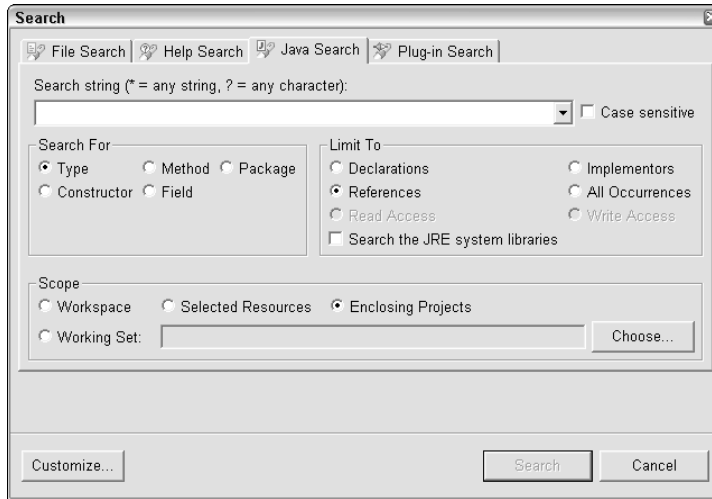 Search
File Search Help Search Java Search Plug-in Search
Search string (* = any string, ? = any character):
Case sensitive
Search For
Type Method Package
Constructor Field
Limit To
Declarations Implementors
References All Occurrences
Read Access Write Access
Search the JRE system libraries
Scope
Workspace Selected Resources Enclosing Projects
Working Set: Choose...
Customize... Search Cancel